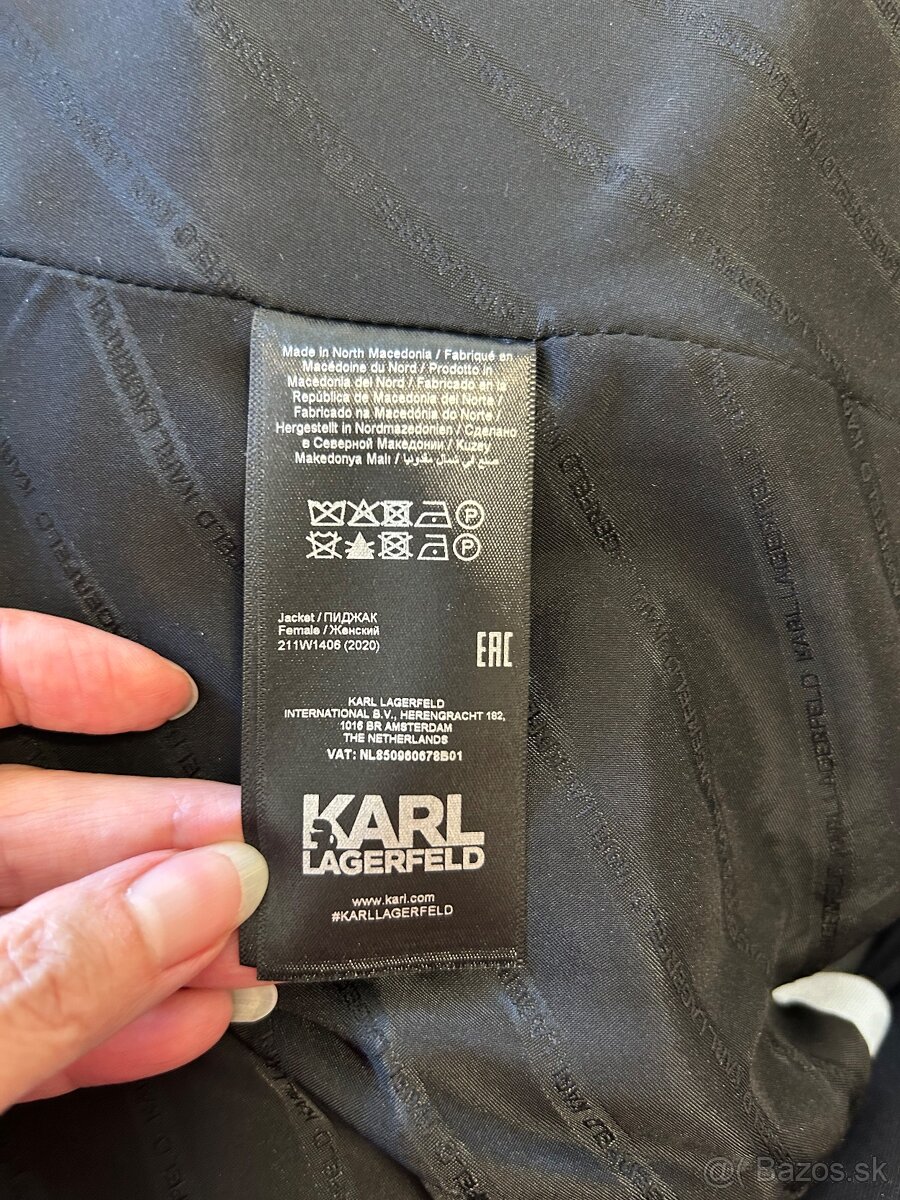 Made in North Macedonia / Fabriqué en
Macédoine du Nord / Prodotto in
Macedonia del Nord / Fabricado en la
República de Macedonia del Norte /
Fabricado na Macedónia do Norte /
Hergestellt in Nordmazedonien / Сделано
в Северной Македонии / Kuzey
Makedonya Malı /
P
P
Jacket / ПИДЖАК
Female / Женский
211W1406 (2020)
EAC
KARL LAGERFELD
INTERNATIONAL B.V., HERENGRACHT 182,
1016 BR AMSTERDAM
THE NETHERLANDS
VAT: NL850960678B01
KARL
LAGERFELD
www.karl.com
#KARLLAGERFELD
KARL LAGERFELD
@( Bazos.sk